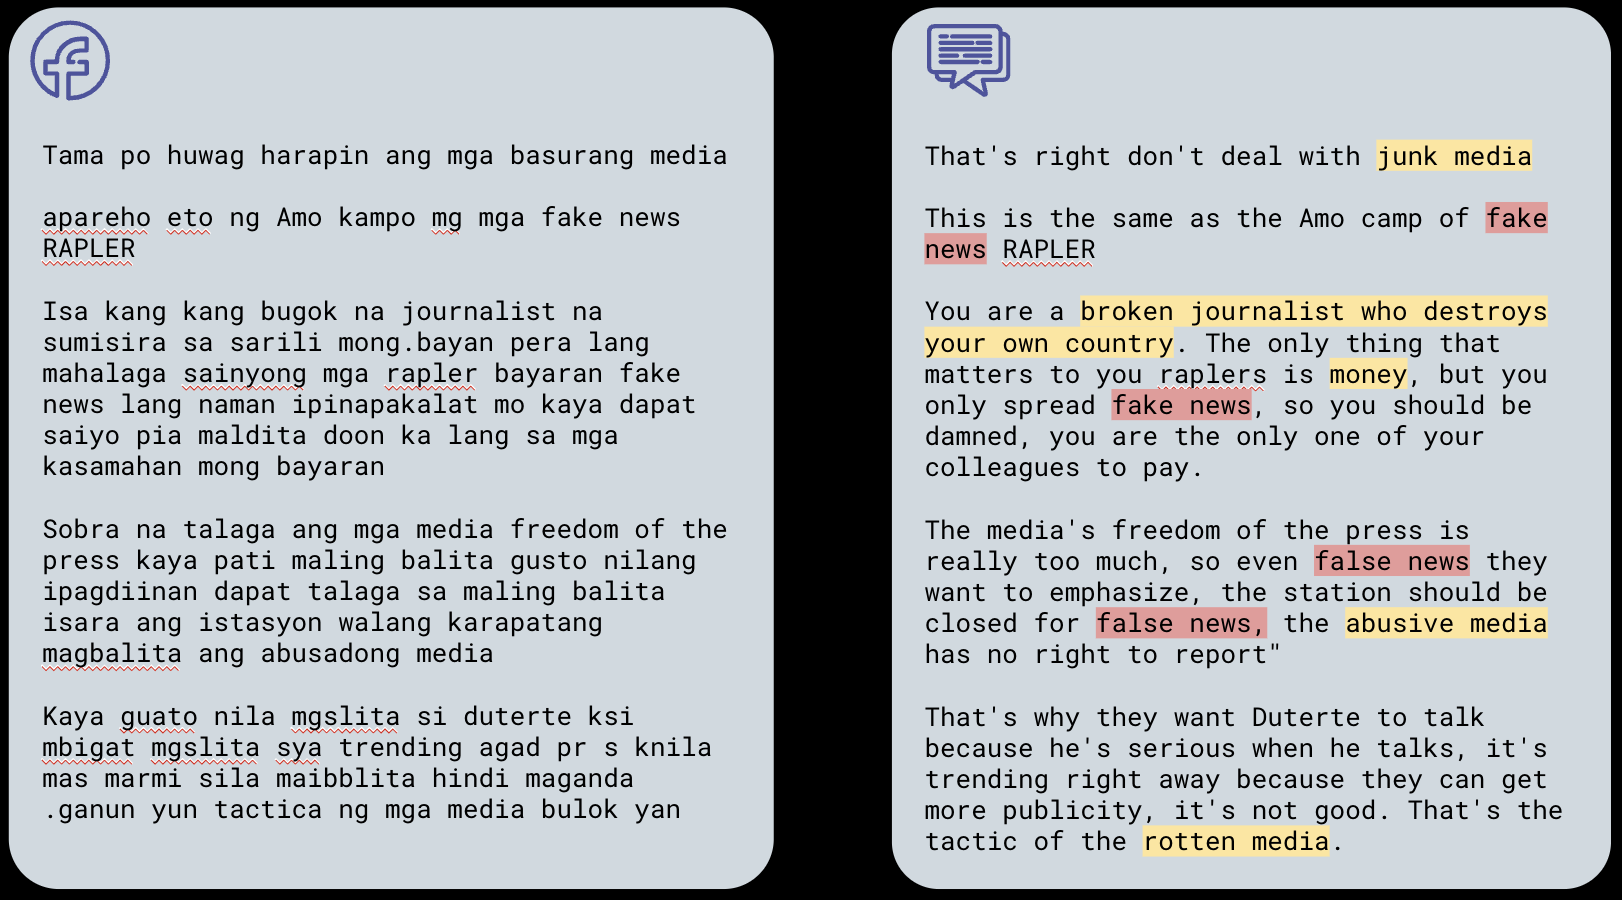 Tama po huwag harapin ang mga basurang media
apareho eto ng Amo kampo mg mga fake news
RAPLER
Isa kang kang bugok na journalist na
sumisira sa sarili mong.bayan pera lang
mahalaga sainyong mga rapler bayaran fake
news lang naman ipinapakalat mo kaya dapat
saiyo pia maldita doon ka lang sa mga
kasamahan mong bayaran
Sobra na talaga ang mga media freedom of the
press kaya pati maling balita gusto nilang
ipagdiinan dapat talaga sa maling balita
isara ang istasyon walang karapatang
magbalita ang abusadong media
Kaya guato nila mgslita si duterte ksi
mbigat mgslita sya trending agad pr s knila
mas marmi sila maibblita hindi maganda
.ganun yun tactica ng mga media bulok yan
That's right don't deal with junk media
This is the same as the Amo camp of fake
news RAPLER
You are a broken journalist who destroys
your own country. The only thing that
matters to you raplers is money, but you
only spread fake news, so you should be
damned, you are the only one of your
colleagues to pay.
The media's freedom of the press is
really too much, so even false news they
want to emphasize, the station should be
closed for false news, the abusive media
has no right to report"
That's why they want Duterte to talk
because he's serious when he talks, it's
trending right away because they can get
more publicity, it's not good. That's the
tactic of the rotten media.